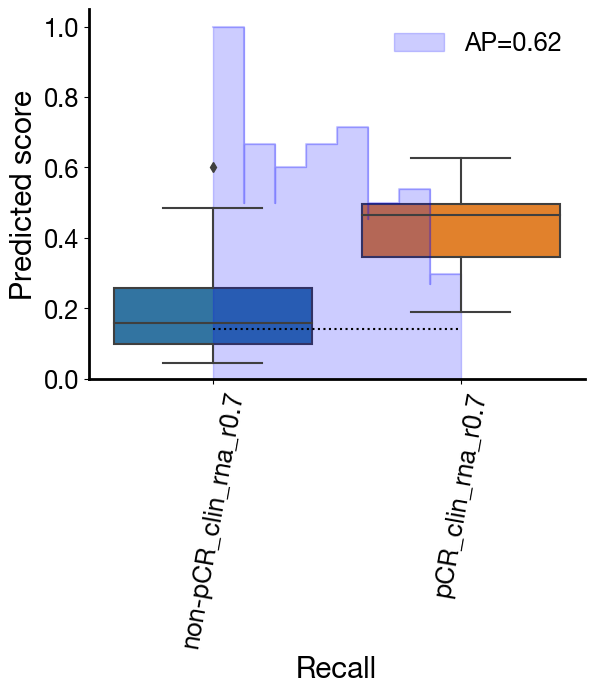 AP=0.62
Predicted score
1.0
0.8
0.6
0.4
0.2
0.0
non-pCR_clin_rna_r0.7
pCR_clin_rna_r0.7
Recall